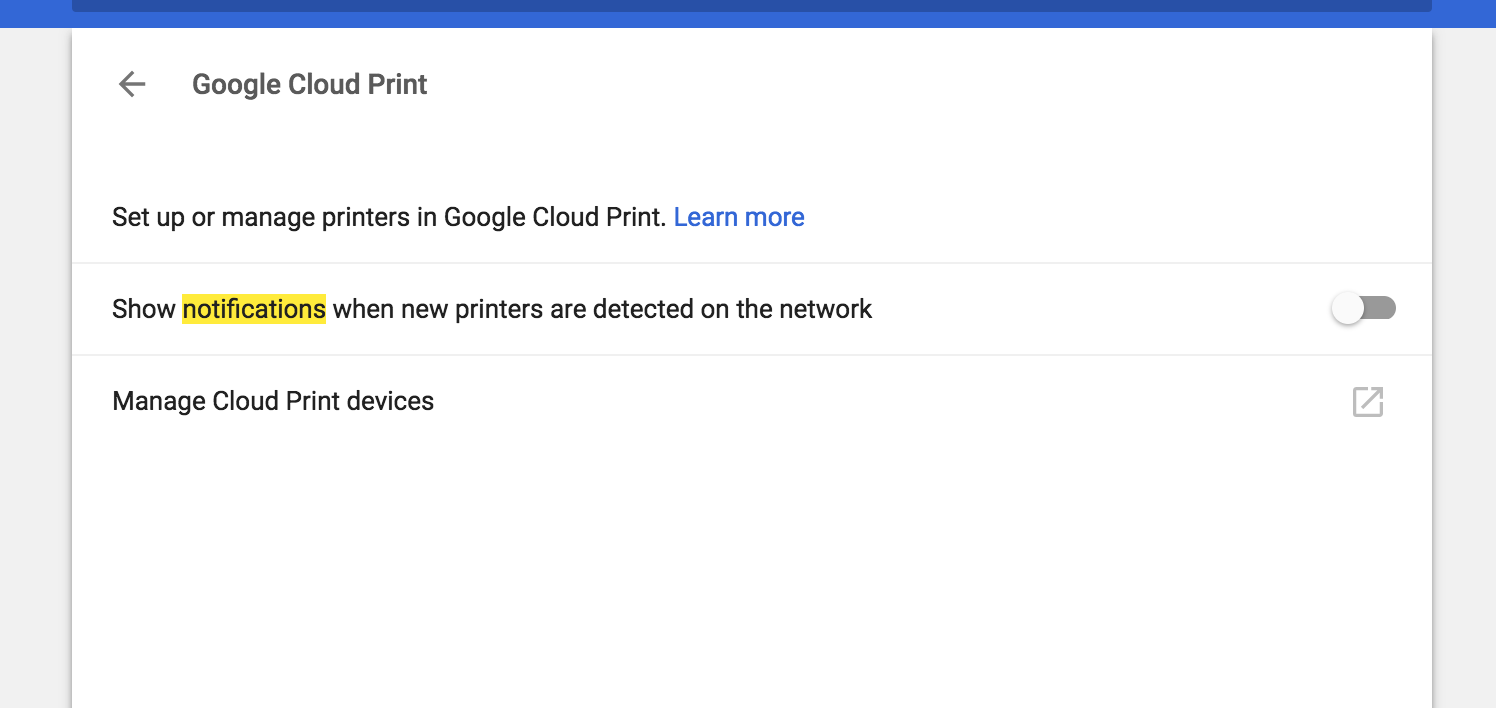 Google Cloud Print
Set up or manage printers in Google Cloud Print. Learn more
Show notifications when new printers are detected on the network
Manage Cloud Print devices